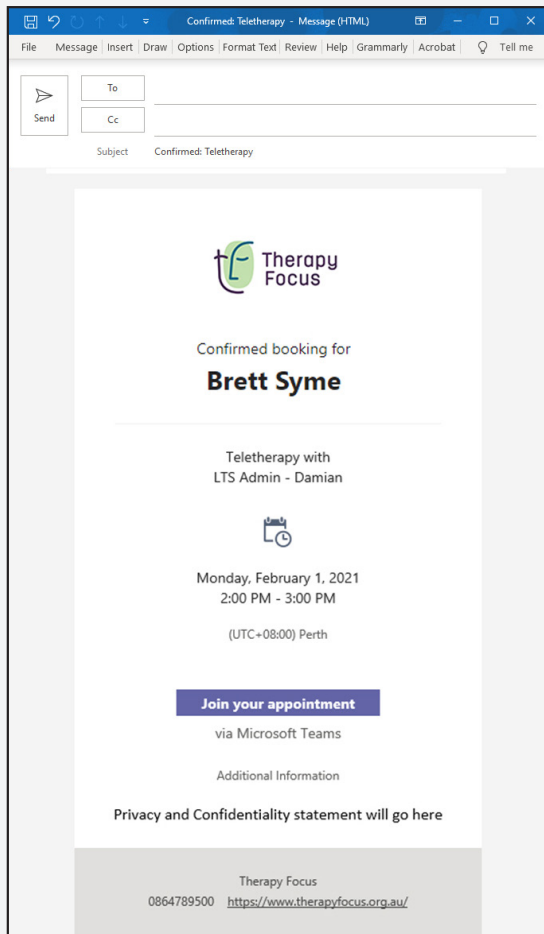 Confirmed: Teletherapy - Message (HTML)
File Message Insert Draw Options Format Text Review Help Grammarly Acrobat Tell me
Send
To
Cc
Subject Confirmed: Teletherapy
Therapy
Focus
Confirmed booking for
Brett Syme
Teletherapy with
LTS Admin - Damian
Monday, February 1, 2021
2:00 PM - 3:00 PM
(UTC+08:00) Perth
Join your appointment
via Microsoft Teams
Additional Information
Privacy and Confidentiality statement will go here
Therapy Focus
0864789500 https://www.therapyfocus.org.au/